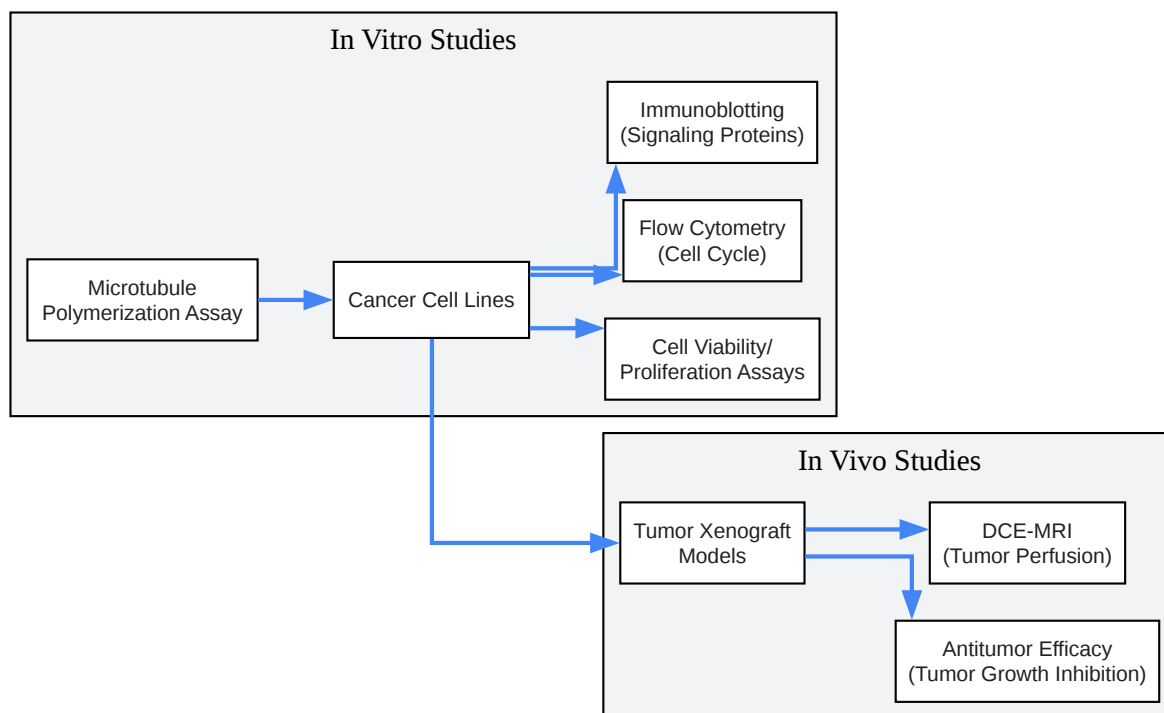 In Vitro Studies
Immunoblotting
(Signaling Proteins)
Flow Cytometry
(Cell Cycle)
Microtubule
Polymerization Assay
Cancer Cell Lines
Cell Viability/
Proliferation Assays
In Vivo Studies
Tumor Xenograft
Models
DCE-MRI
(Tumor Perfusion)
Antitumor Efficacy
(Tumor Growth Inhibition)